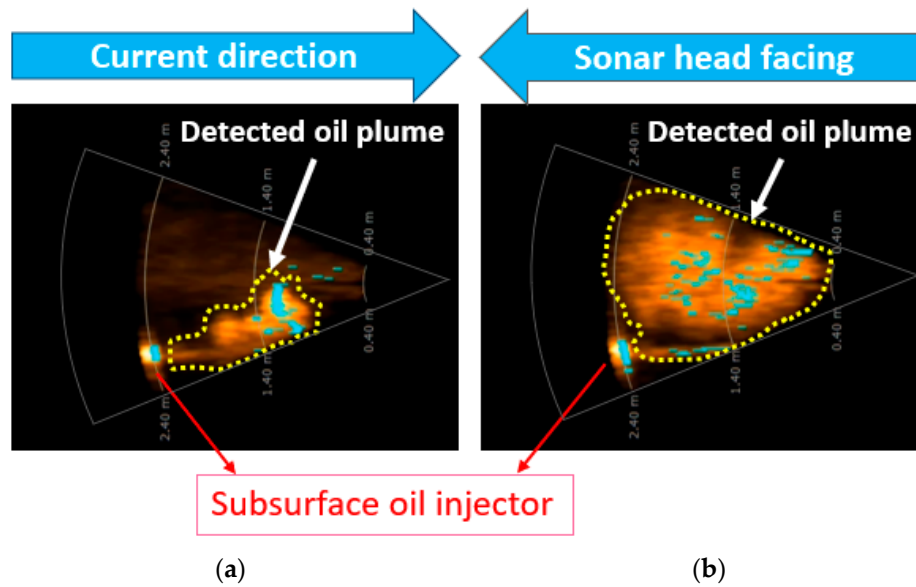 Current direction
Sonar head facing
Detected oil plume
2.40 m
1.40 m
0.40 m
2.40 m
1.40 m
0.40 m
Detected oil plume
2.40 m
1.40 m
0.40 m
2.40 m
1.40 m
0.40 m
Subsurface oil injector
(a)
(b)